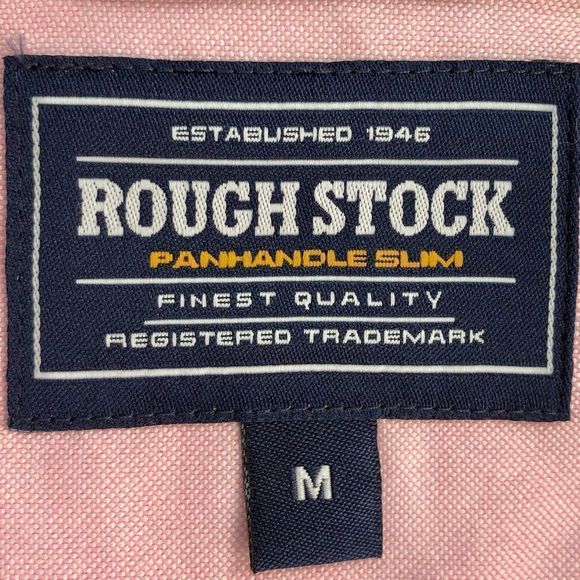 ESTABLISHED 1946
ROUGH STOCK
PANHANDLE SLIM
FINEST QUALITY
REGISTERED TRADEMARK
M